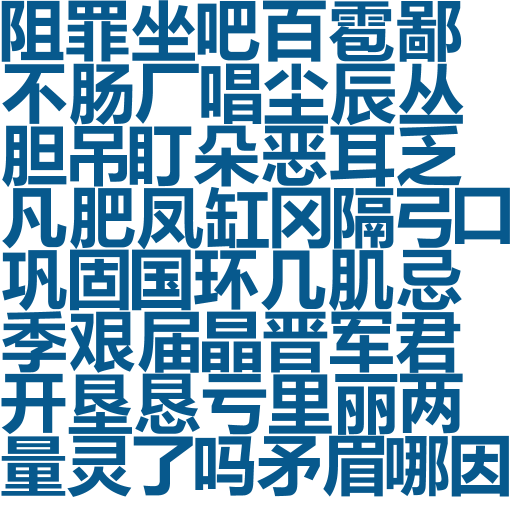 阻罪坐吧百雹鄙
不肠厂唱尘辰丛
胆吊盯朵恶耳乏
凡肥凤缸冈隔弓口
巩固国环几肌忌
季艰届晶晋军君
开垦恳亏里丽两
量灵了吗矛眉哪因